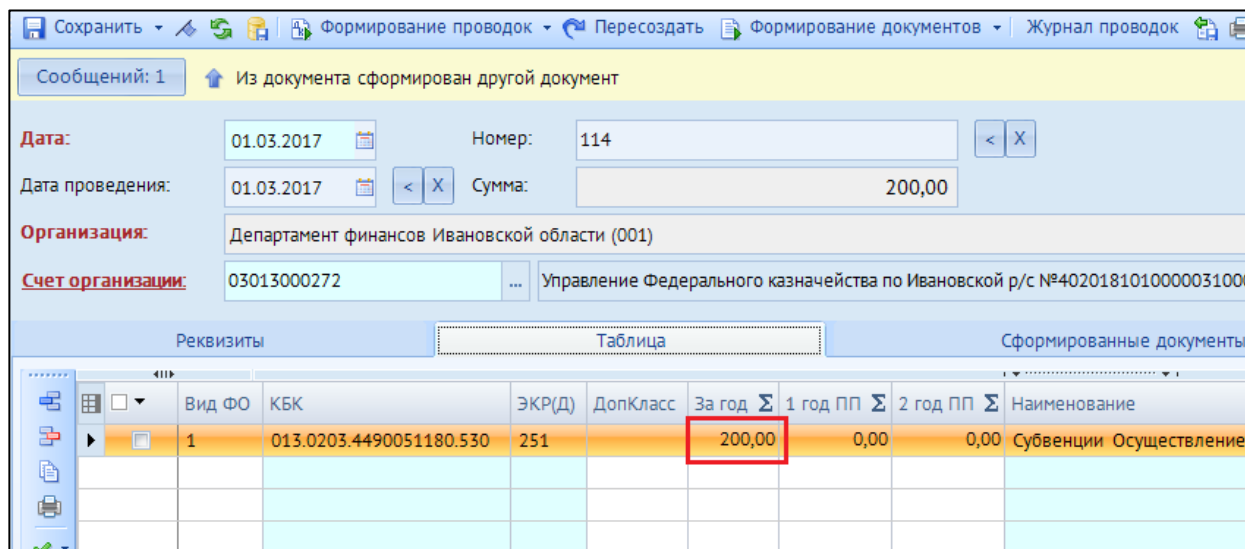 Сохранить Формирование проводок Пересоздать Формирование документов Журнал проводок
Сообщений: 1 Из документа сформирован другой документ
Дата: 01.03.2017 Номер: 114 < X
Дата проведения: 01.03.2017 < X Сумма: 200,00
Организация: Департамент финансов Ивановской области (001)
Счет организации: 03013000272 ... Управление Федерального казначейства по Ивановской р/с №4020181010000031000
Реквизиты Таблица Сформированные документы
Вид ФО КБК ЭКР(Д) ДопКласс За год Σ 1 год ПП Σ 2 год ПП Σ Наименование
1 013.0203.4490051180.530 251 200,00 0,00 0,00 Субвенции Осуществление